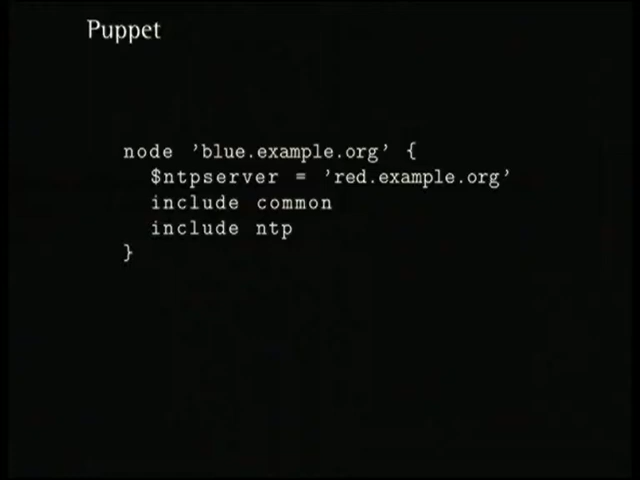 Puppet
node ’blue.example.org’ {
$ntpserver = ’red.example.org’
include common
include ntp
}